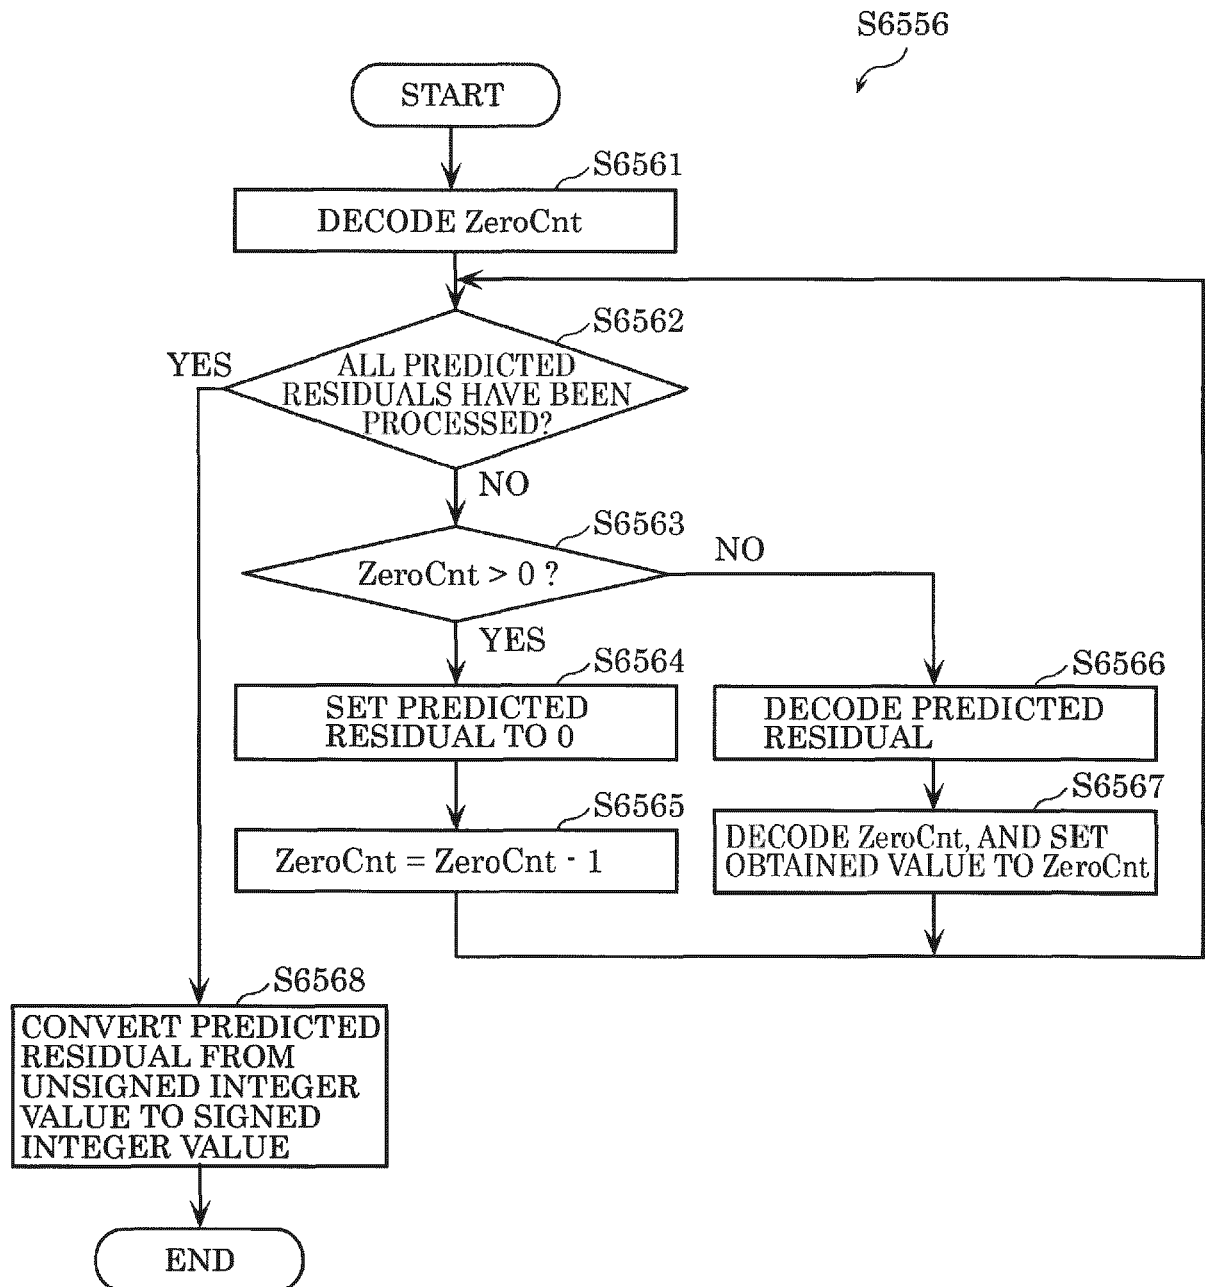 S6556
START
S6561
DECODE ZeroCnt
S6562
YES
ALL PREDICTED
RESIDUALS HAVE BEEN
PROCESSED?
NO
S6563
NO
ZeroCnt > 0 ?
YES
S6564
SET PREDICTED
RESIDUAL TO 0
S6566
DECODE PREDICTED
RESIDUAL
S6565
ZeroCnt = ZeroCnt - 1
S6567
DECODE ZeroCnt, AND SET
OBTAINED VALUE TO ZeroCnt
S6568
CONVERT PREDICTED
RESIDUAL FROM
UNSIGNED INTEGER
VALUE TO SIGNED
INTEGER VALUE
END